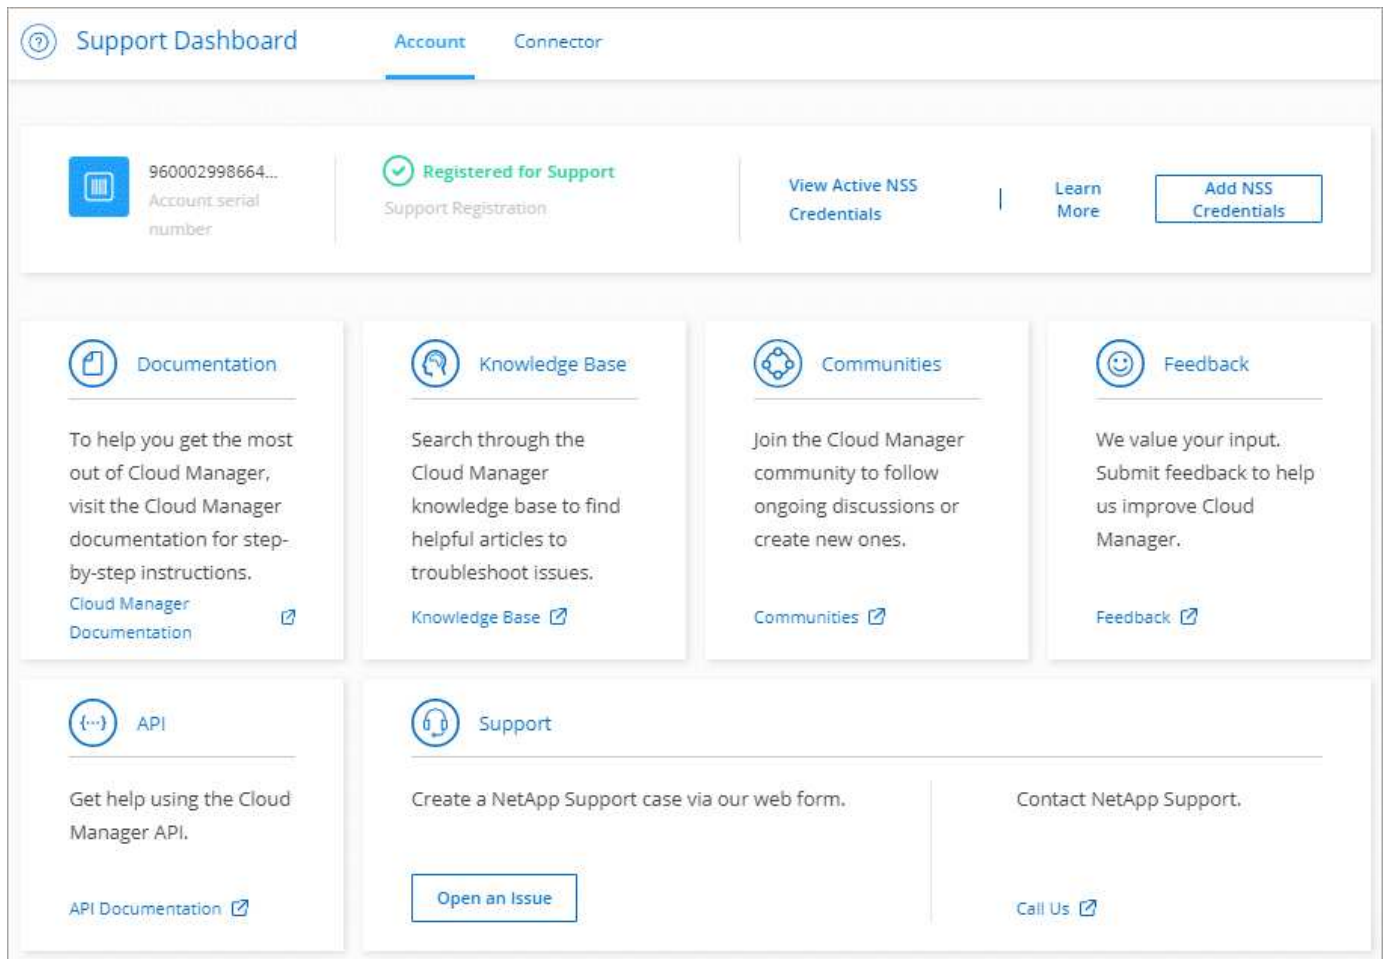 Support Dashboard
Account
Connector
960002998664...
Account serial
number
Registered for Support
Support Registration
View Active NSS
Credentials
Learn
More
Add NSS
Credentials
Documentation
To help you get the most
out of Cloud Manager,
visit the Cloud Manager
documentation for step-
by-step instructions.
Cloud Manager
Documentation
Knowledge Base
Search through the
Cloud Manager
knowledge base to find
helpful articles to
troubleshoot issues.
Knowledge Base
Communities
Join the Cloud Manager
community to follow
ongoing discussions or
create new ones.
Communities
Feedback
We value your input.
Submit feedback to help
us improve Cloud
Manager.
Feedback
API
Get help using the Cloud
Manager API.
API Documentation
Support
Create a NetApp Support case via our web form.
Open an Issue
Contact NetApp Support.
Call Us